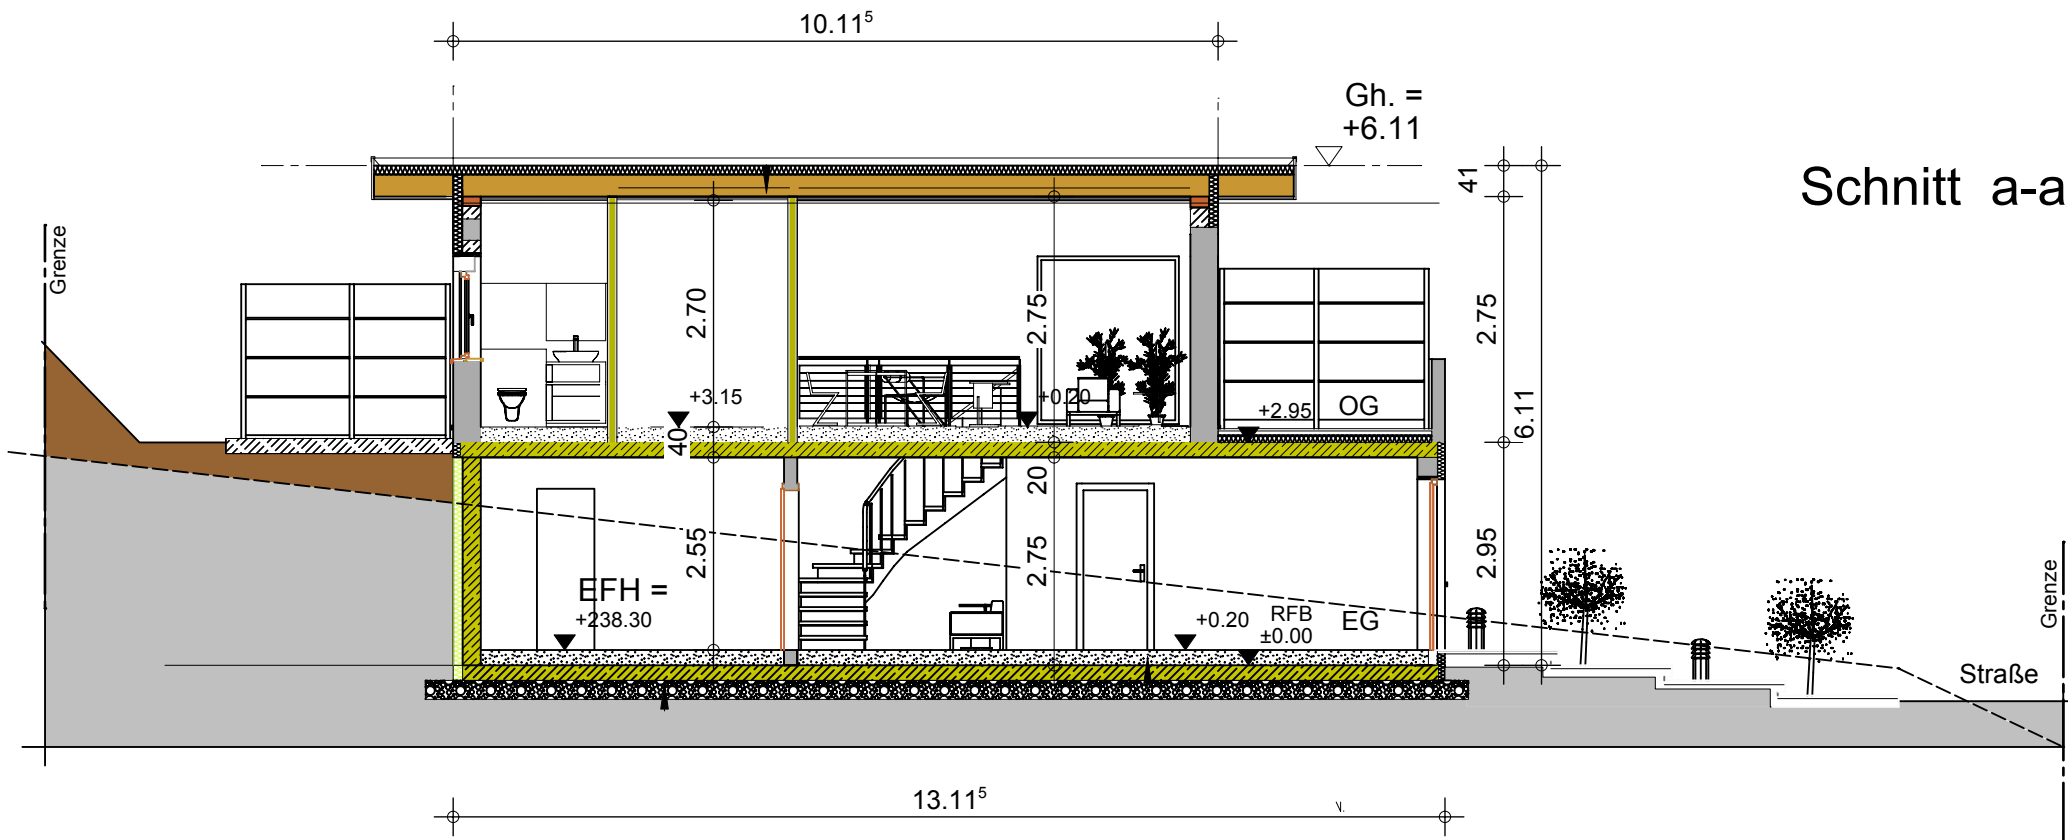 10.11⁵
Gh. =
+6.11
Schnitt a-a
41
Grenze
2.70
2.75
2.75
+3.15
+0.20
+2.95
OG
6.11
40
20
2.55
2.75
2.95
EFH =
+238.30
+0.20
RFB
±0.00
EG
Grenze
Straße
13.11⁵